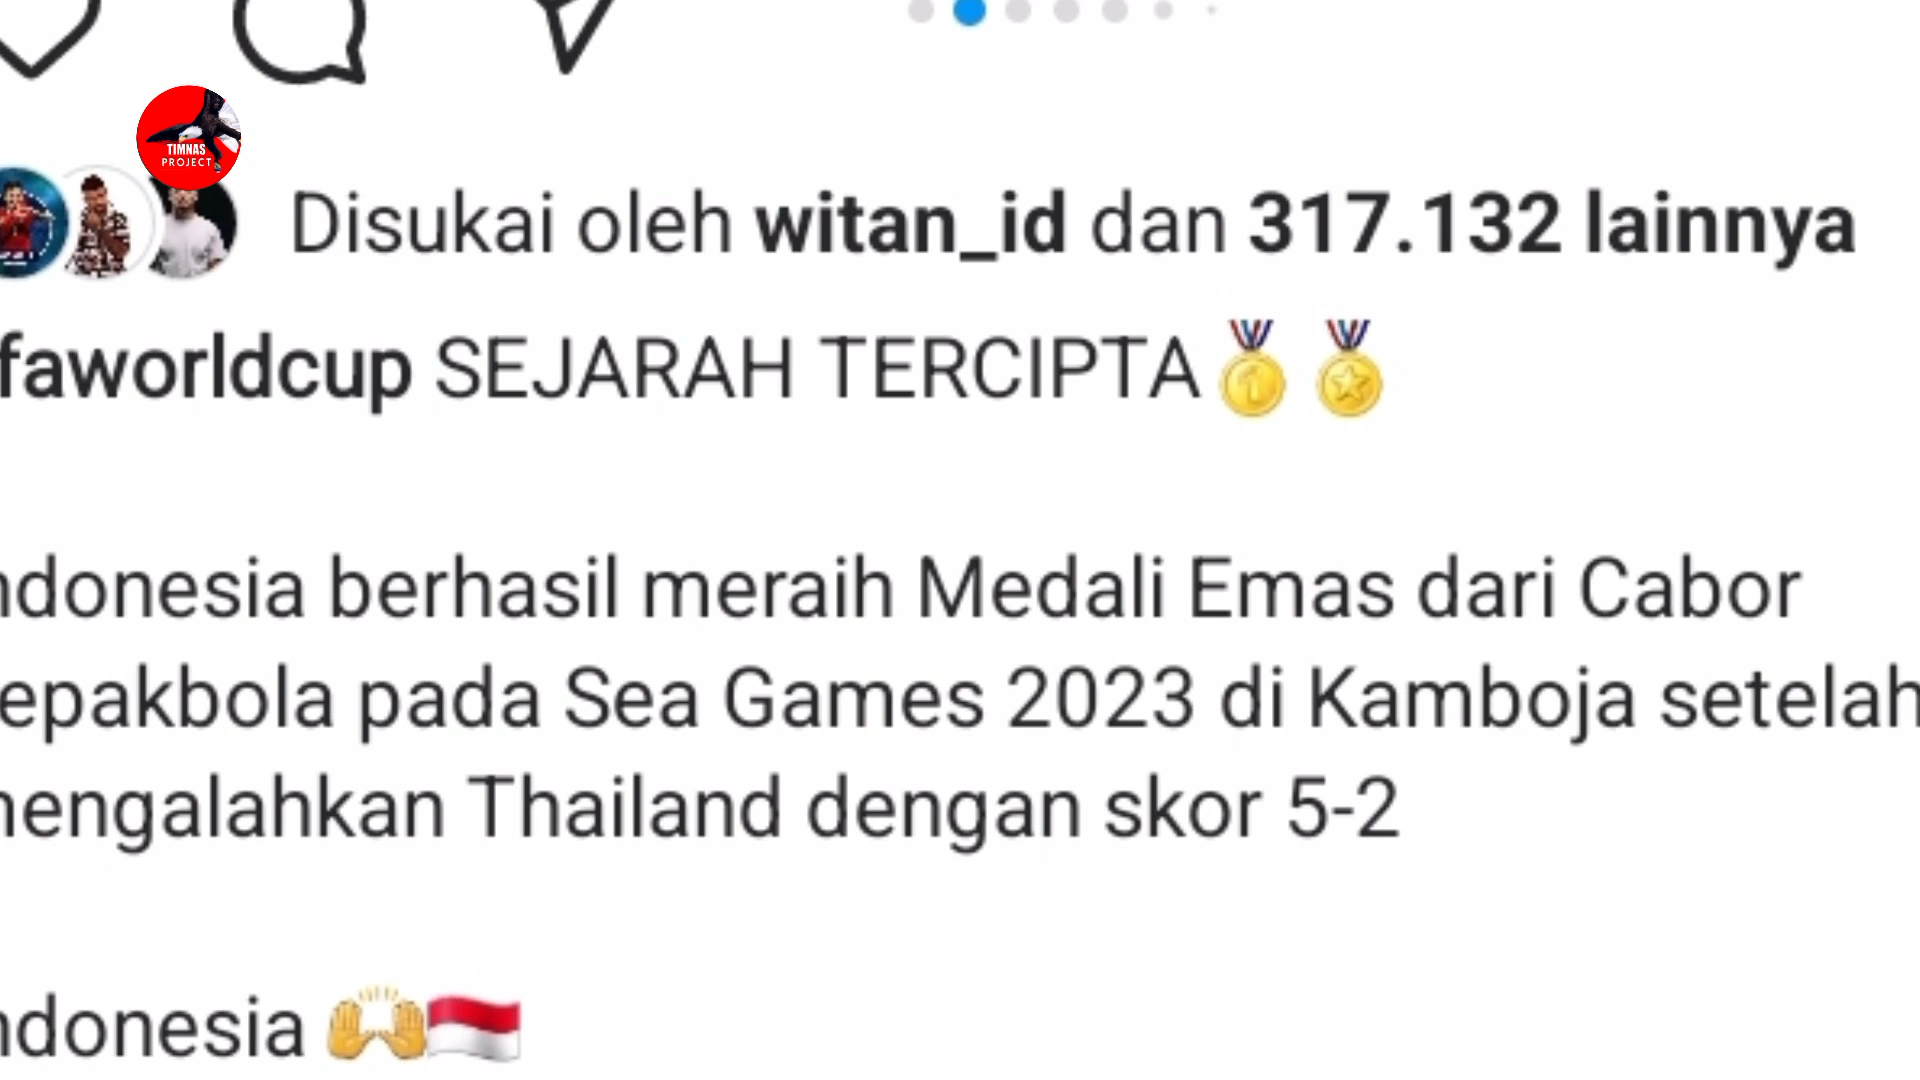 TIMNAS
PROJECT
Disukai oleh witan_id dan 317.132 lainnya
faworldcup SEJARAH TERCIPTA🥇🏅
ndonesia berhasil meraih Medali Emas dari Cabor
epakbola pada Sea Games 2023 di Kamboja setelah
engalahkan Thailand dengan skor 5-2
ndonesia 🙌🇮🇩